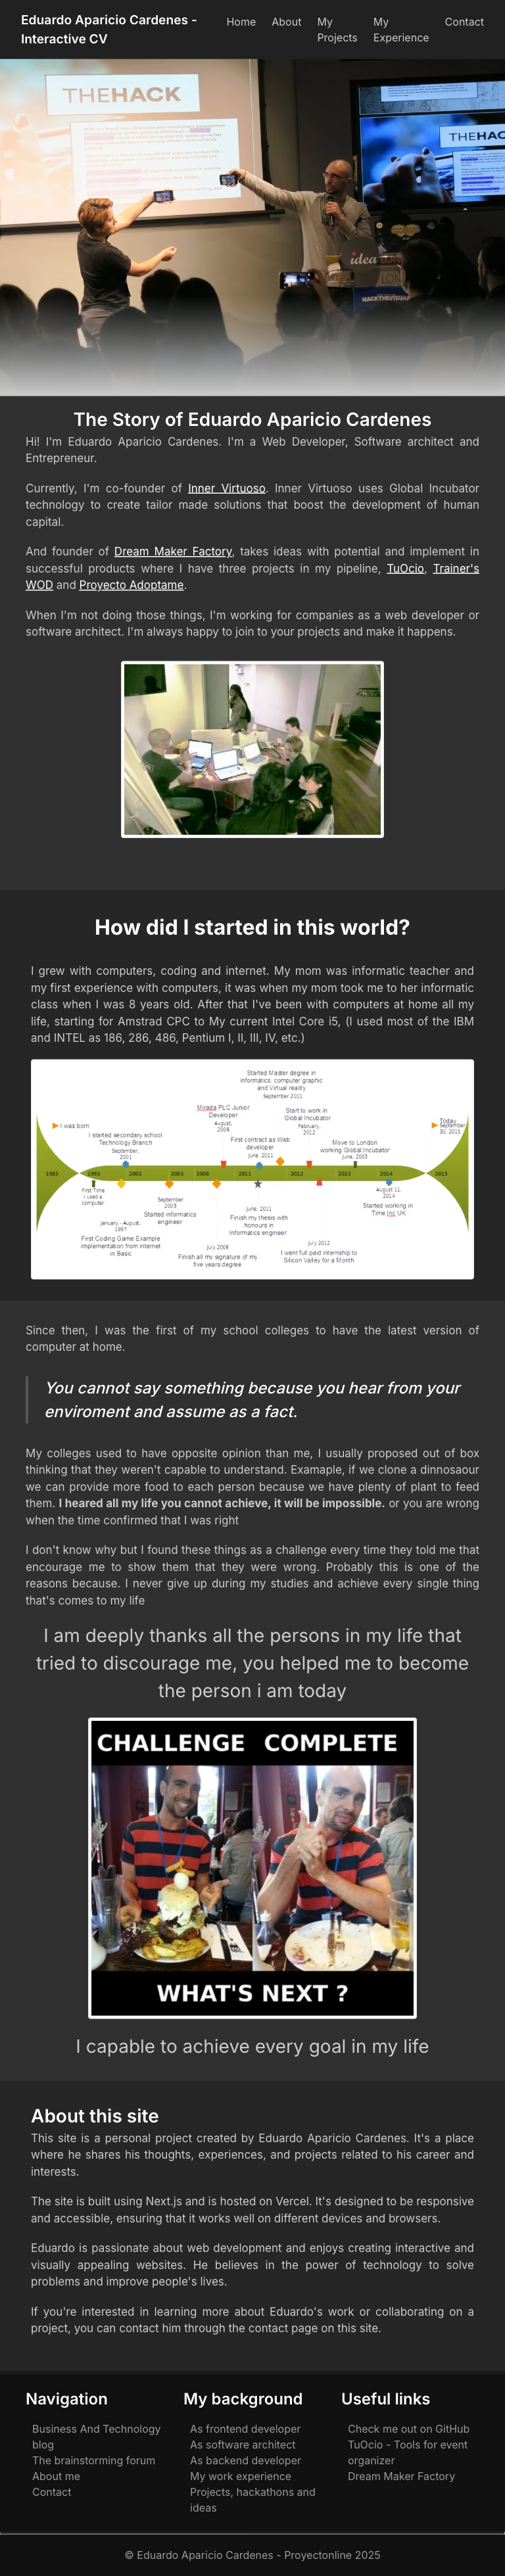 Eduardo Aparicio Cardenes -
Interactive CV
Home
About
My
Projects
My
Experience
Contact
THEHACK
THEHAC
idea
The Story of Eduardo Aparicio Cardenes
Hi! I'm Eduardo Aparicio Cardenes. I'm a Web Developer, Software architect and
Entrepreneur.
Currently, I'm co-founder of Inner Virtuoso. Inner Virtuoso uses Global Incubator
technology to create tailor made solutions that boost the development of human
capital.
And founder of Dream Maker Factory, takes ideas with potential and implement in
successful products where I have three projects in my pipeline, TuOcio, Trainer's
WOD and Proyecto Adoptame.
When I'm not doing those things, I'm working for companies as a web developer or
software architect. I'm always happy to join to your projects and make it happens.
How did I started in this world?
I grew with computers, coding and internet. My mom was informatic teacher and
my first experience with computers, it was when my mom took me to her informatic
class when I was 8 years old. After that I've been with computers at home all my
life, starting for Amstrad CPC to My current Intel Core i5, (I used most of the IBM
and INTEL as 186, 286, 486, Pentium I, II, III, IV, etc.)
Started Master degree in
informatics, computer graphic
and Virtual reality
September 2011
Mirada PLC Junior
Developer
August,
2008
Start to work in
Global Incubator
February,
2012
I was born
Today
September
30, 2015
I started secondary school
Technology Branch
September,
2001
First contract as Web
developer
June, 2011
Move to London
working Global Incubator
June, 2003
1985
1993
2001
2003
2008
2011
2012
2013
2014
2015
First Time
I used a
computer
January - August,
1997
First Coding Game Example
implementation from internet
in Basic
September
2003
Started informatics
engineer
July 2008
Finish all my signature of my
five years degree
June, 2011
Finish my thesis with
honours in
Informatics engineer
July 2012
I went full paid internship to
Silicon Valley for a Month
August 11,
2014
Started working in
Time Inc UK
Since then, I was the first of my school colleges to have the latest version of
computer at home.
You cannot say something because you hear from your
enviroment and assume as a fact.
My colleges used to have opposite opinion than me, I usually proposed out of box
thinking that they weren't capable to understand. Examaple, if we clone a dinnosaour
we can provide more food to each person because we have plenty of plant to feed
them. I heared all my life you cannot achieve, it will be impossible. or you are wrong
when the time confirmed that I was right
I don't know why but I found these things as a challenge every time they told me that
encourage me to show them that they were wrong. Probably this is one of the
reasons because. I never give up during my studies and achieve every single thing
that's comes to my life
I am deeply thanks all the persons in my life that
tried to discourage me, you helped me to become
the person i am today
CHALLENGE COMPLETE
WHAT'S NEXT ?
I capable to achieve every goal in my life
About this site
This site is a personal project created by Eduardo Aparicio Cardenes. It's a place
where he shares his thoughts, experiences, and projects related to his career and
interests.
The site is built using Next.js and is hosted on Vercel. It's designed to be responsive
and accessible, ensuring that it works well on different devices and browsers.
Eduardo is passionate about web development and enjoys creating interactive and
visually appealing websites. He believes in the power of technology to solve
problems and improve people's lives.
If you're interested in learning more about Eduardo's work or collaborating on a
project, you can contact him through the contact page on this site.
Navigation
Business And Technology
blog
The brainstorming forum
About me
Contact
My background
As frontend developer
As software architect
As backend developer
My work experience
Projects, hackathons and
ideas
Useful links
Check me out on GitHub
TuOcio - Tools for event
organizer
Dream Maker Factory
© Eduardo Aparicio Cardenes - Proyectonline 2025